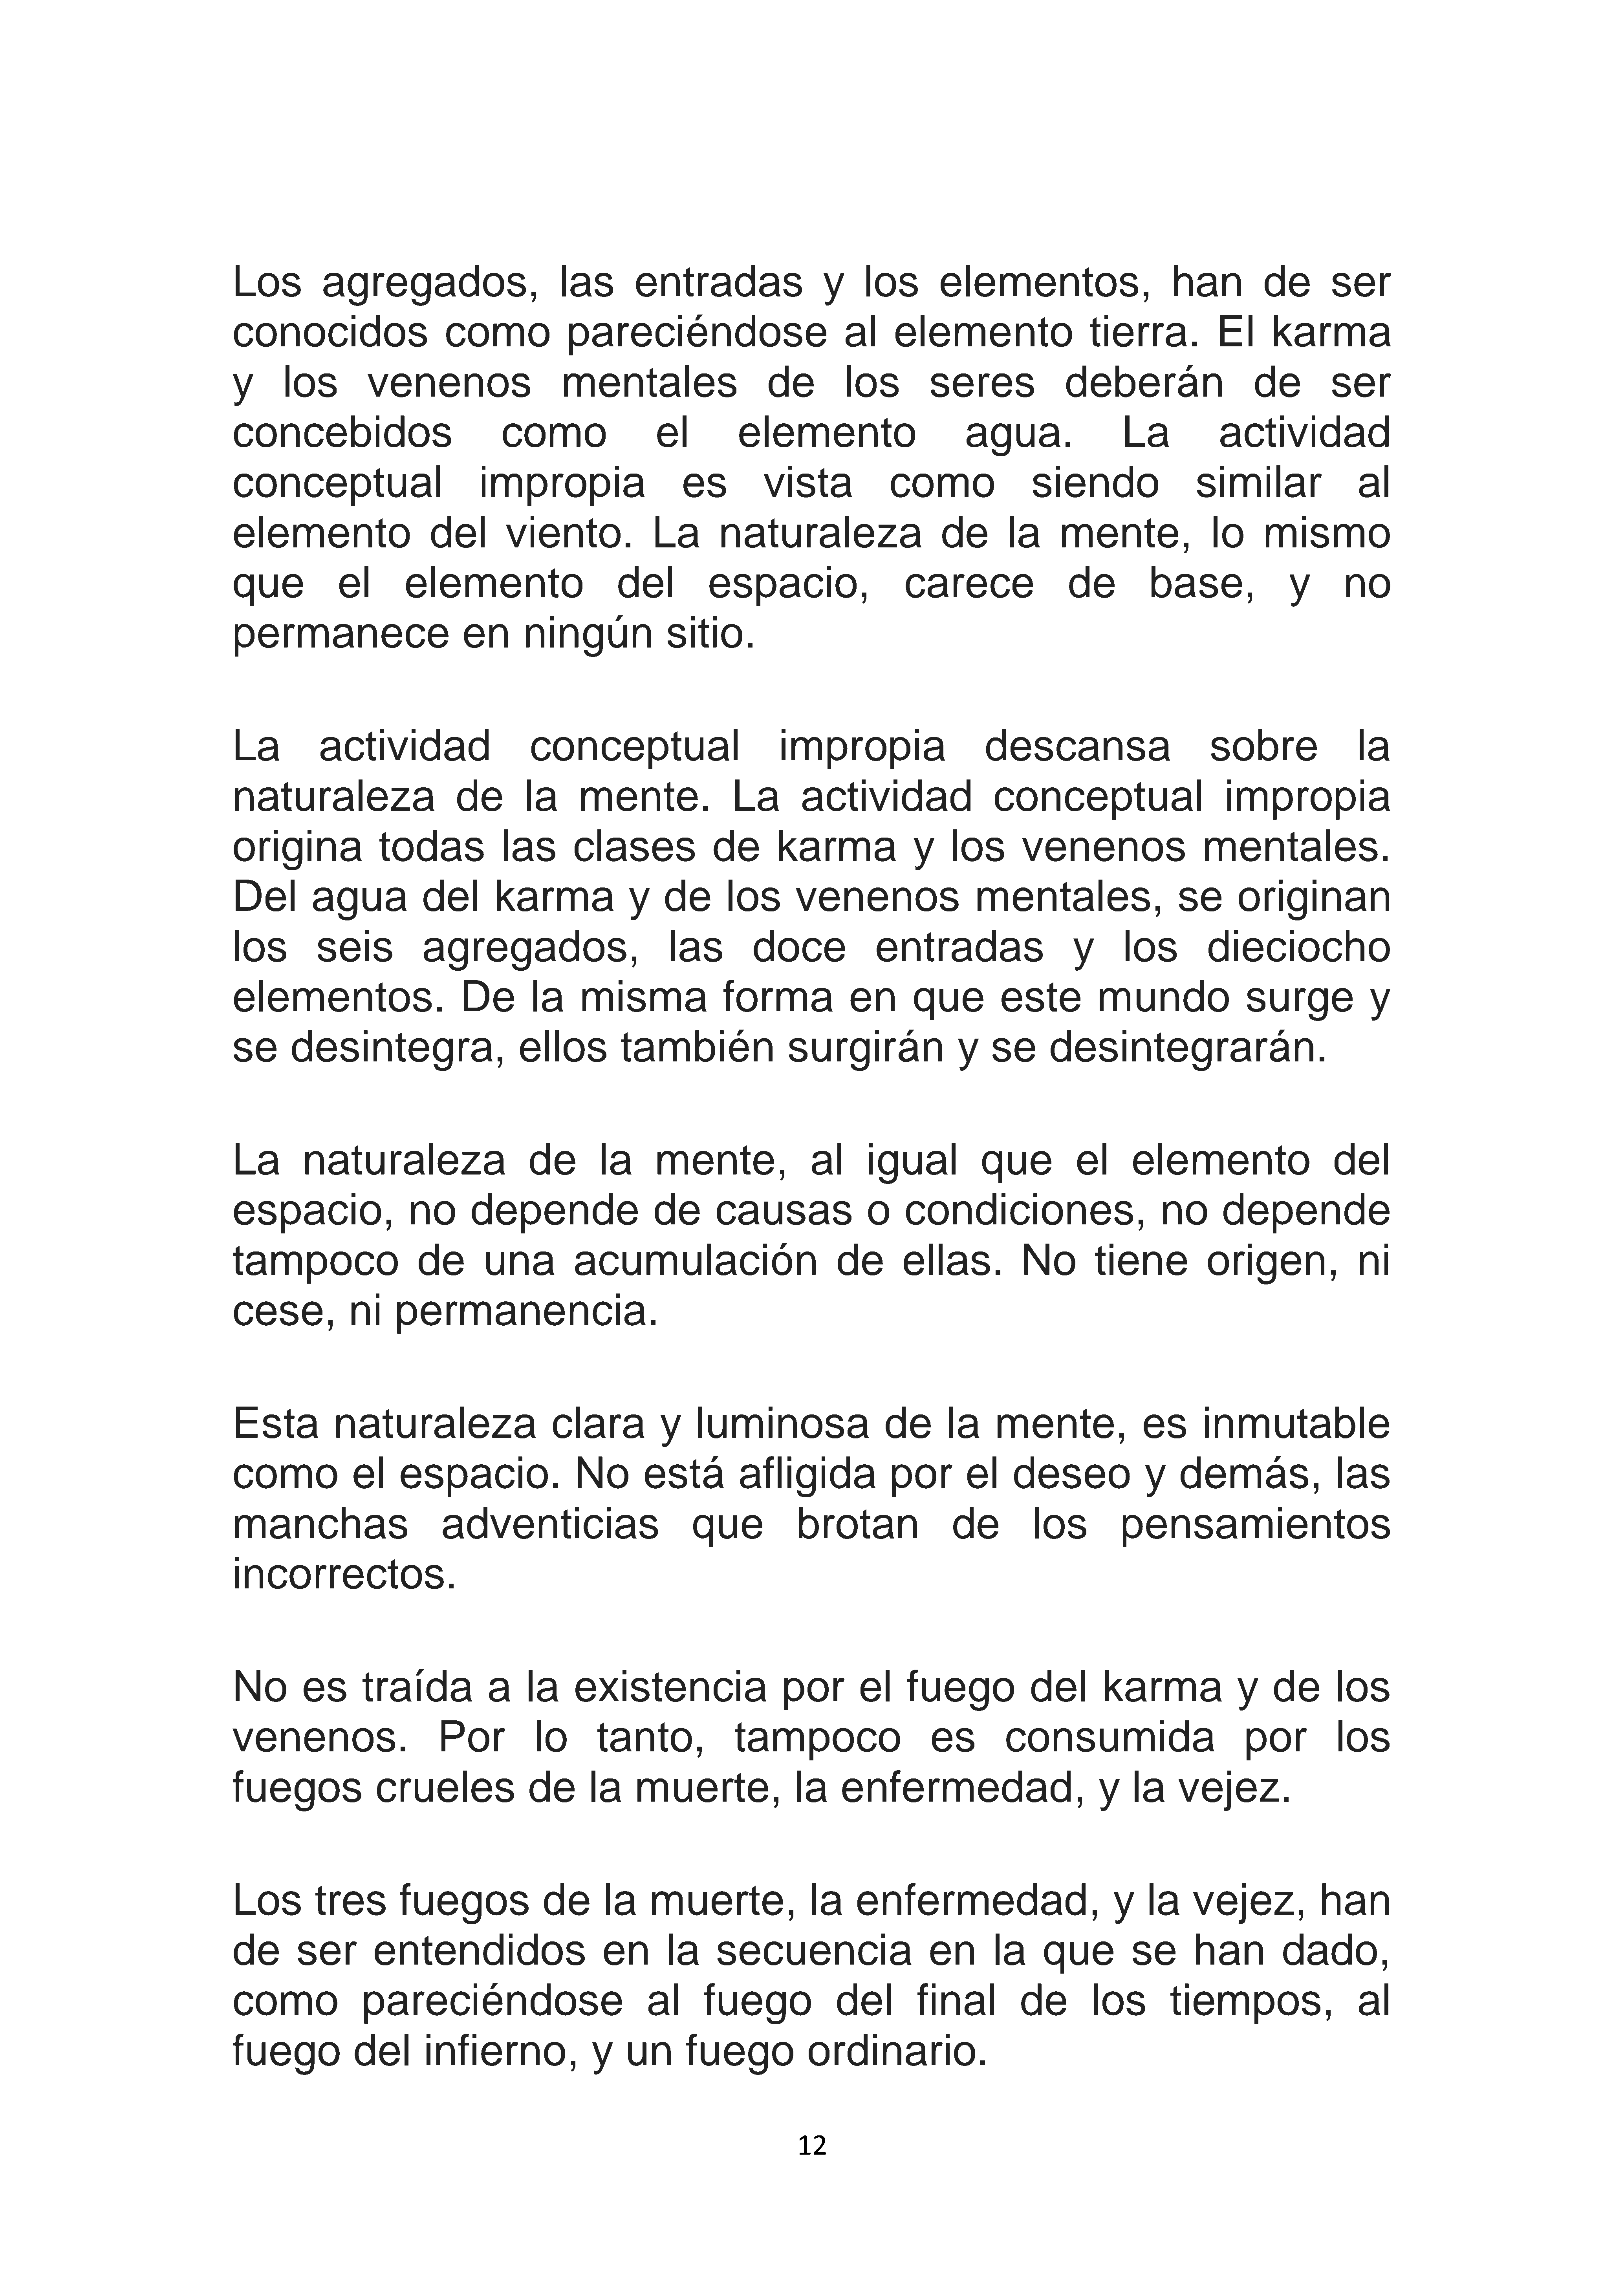 Los agregados, las entradas y los elementos, han de ser
conocidos como pareciéndose al elemento tierra. El karma
y los venenos mentales de los seres deberán de ser
concebidos como el elemento agua. La actividad
conceptual impropia es vista como siendo similar al
elemento del viento. La naturaleza de la mente, lo mismo
que el elemento del espacio, carece de base, y no
permanece en ningún sitio.
La actividad conceptual impropia descansa sobre la
naturaleza de la mente. La actividad conceptual impropia
origina todas las clases de karma y los venenos mentales.
Del agua del karma y de los venenos mentales, se originan
los seis agregados, las doce entradas y los dieciocho
elementos. De la misma forma en que este mundo surge y
se desintegra, ellos también surgirán y se desintegrarán.
La naturaleza de la mente, al igual que el elemento del
espacio, no depende de causas o condiciones, no depende
tampoco de una acumulación de ellas. No tiene origen, ni
cese, ni permanencia.
Esta naturaleza clara y luminosa de la mente, es inmutable
como el espacio. No está afligida por el deseo y demás, las
manchas adventicias que brotan de los pensamientos
incorrectos.
No es traída a la existencia por el fuego del karma y de los
venenos. Por lo tanto, tampoco es consumida por los
fuegos crueles de la muerte, la enfermedad, y la vejez.
Los tres fuegos de la muerte, la enfermedad, y la vejez, han
de ser entendidos en la secuencia en la que se han dado,
como pareciéndose al fuego del final de los tiempos, al
fuego del infierno, y un fuego ordinario.
12